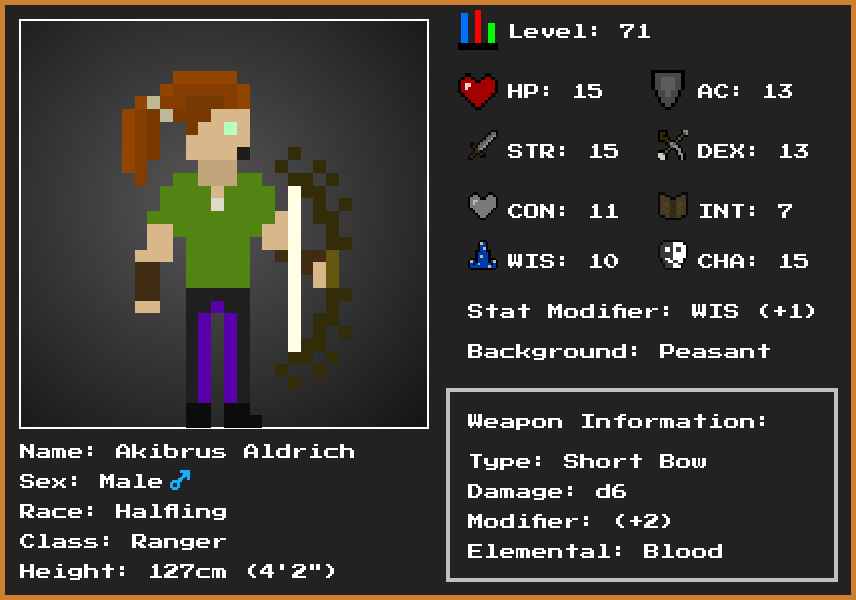 Level: 71
HP: 15 AC: 13
STR: 15 DEX: 13
CON: 11 INT: 7
WIS: 10 CHA: 15
Stat Modifier: WIS (+1)
Background: Peasant
Weapon Information:
Type: Short Bow
Damage: d6
Modifier: (+2)
Elemental: Blood
Name: Akibrus Aldrich
Sex: Male ♂
Race: Halfling
Class: Ranger
Height: 127cm (4'2")